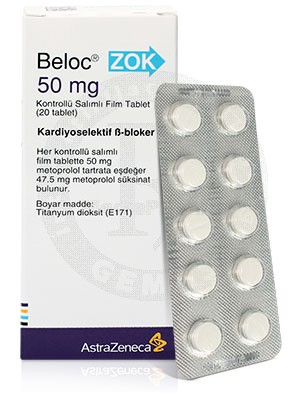 Beloc® ZOK
50 mg
Kontrollü Salımlı Film Tablet
(20 tablet)
Kardiyoselektif ß-bloker
Her kontrollü salımlı
film tablette 50 mg
metoprolol tartrata eşdeğer
47.5 mg metoprolol süksinat
bulunur.
Boyar madde:
Titanyum dioksit (E171)
AstraZeneca